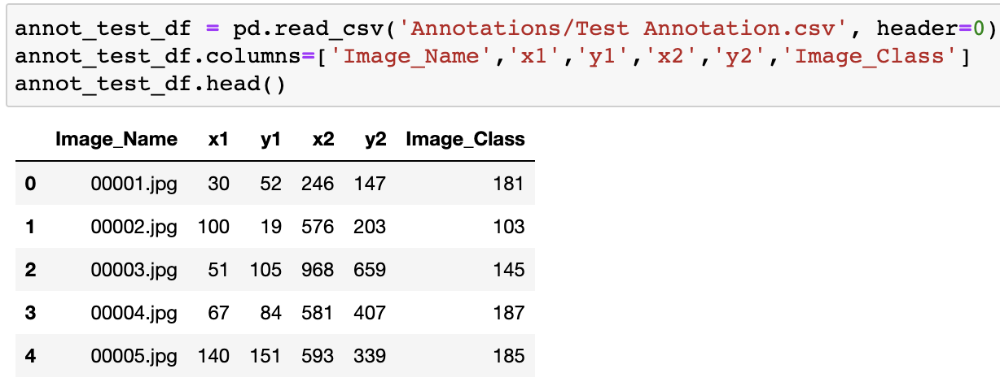 annot_test_df = pd.read_csv('Annotations/Test Annotation.csv', header=0)
annot_test_df.columns=['Image_Name','x1','y1','x2','y2','Image_Class']
annot_test_df.head()
Image_Name x1 y1 x2 y2 Image_Class
0 00001.jpg 30 52 246 147 181
1 00002.jpg 100 19 576 203 103
2 00003.jpg 51 105 968 659 145
3 00004.jpg 67 84 581 407 187
4 00005.jpg 140 151 593 339 185